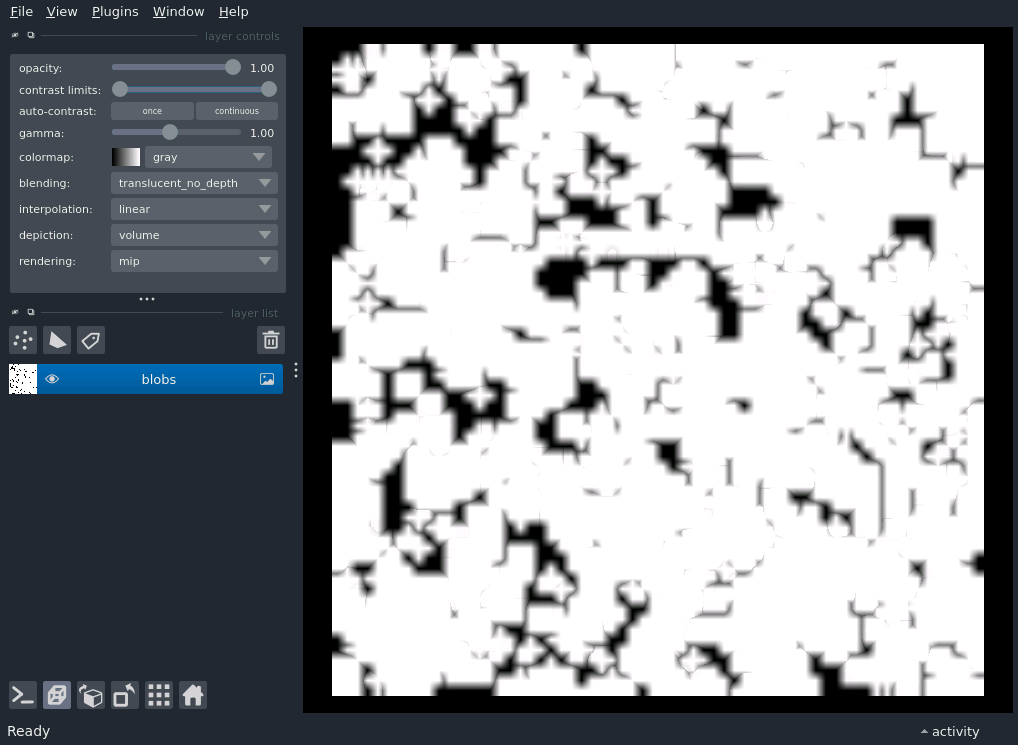 File View Plugins Window Help
layer controls
opacity: 1.00
contrast limits:
auto-contrast: once continuous
gamma: 1.00
colormap: gray
blending: translucent_no_depth
interpolation: linear
depiction: volume
rendering: mip
layer list
blobs
Ready activity